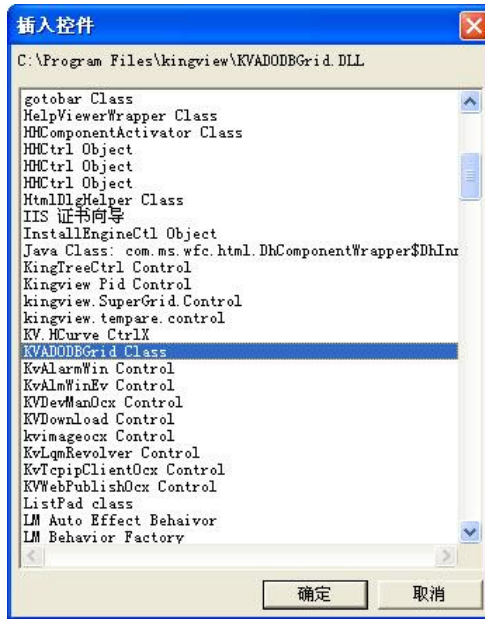 插入控件
C:\Program Files\kingview\KVADODBGrid.DLL
gotobar Class
HelpViewerWrapper Class
HHComponentActivator Class
HHCtrl Object
HHCtrl Object
HHCtrl Object
HtmlDlgHelper Class
IIS 证书向导
InstallEngineCtl Object
Java Class: com.ms.wfc.html.DhComponentWrapper$DhInr
KingTreeCtrl Control
Kingview Pid Control
kingview.SuperGrid.Control
kingview.tempare.control
KV.HCurve CtrlX
KVADODBGrid Class
KvAlarmWin Control
KvAlmWinEv Control
KVDevManOcx Control
KVDownload Control
kvimageocx Control
KvLqmRevolver Control
KvTcpipClientOcx Control
KVWebPublishOcx Control
ListPad class
LM Auto Effect Behaivor
LM Behavior Factory
确定
取消